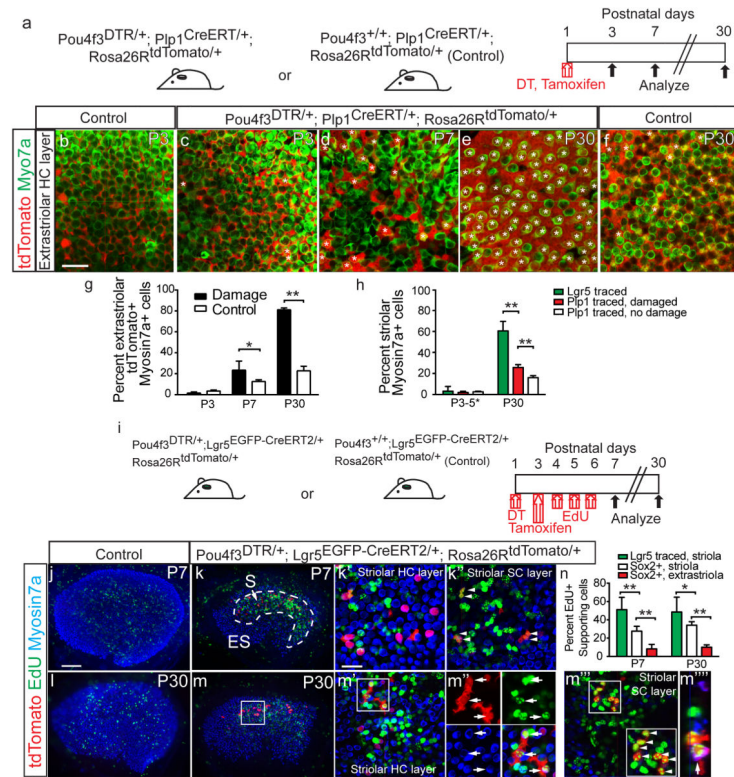 a
Pou4f3DTR/+; Plp1CreERT/+;
Rosa26RtdTomato/+
or
Pou4f3+/+; Plp1CreERT/+;
Rosa26RtdTomato/+ (Control)
Postnatal days
1 3 7 30
DT, Tamoxifen
Analyze
Control
Pou4f3DTR/+; Plp1CreERT/+; Rosa26RtdTomato/+
Control
tdTomato Myo7a
Extrastriolar HC layer
b P3
c P3
d P7
e P30
f P30
g
Percent extrastriolar
tdTomato+
Myosin7a+ cells
100
80
60
40
20
0
Damage
Control
*
**
P3 P7 P30
h
Percent striolar
Myosin7a+ cells
100
80
60
40
20
0
**
**
P3-5* P30
Lgr5 traced
Plp1 traced, damaged
Plp1 traced, no damage
i
Pou4f3DTR/+;Lgr5EGFP-CreERT2/+
Rosa26RtdTomato/+
or
Pou4f3+/+;Lgr5EGFP-CreERT2/+
Rosa26RtdTomato/+ (Control)
Postnatal days
1 3 4 5 6 7 30
DT EdU
Tamoxifen
Analyze
Control
Pou4f3DTR/+; Lgr5EGFP-CreERT2/+; Rosa26RtdTomato/+
tdTomato EdU Myosin7a
j P7
k P7
S
ES
k' Striolar HC layer
k'' Striolar SC layer
l P30
m P30
m'
Striolar HC layer
m''
m''' Striolar
SC layer
m''''
n
Lgr5 traced, striola
Sox2+, striola
Sox2+, extrastriola
Percent EdU+
Supporting cells
100
80
60
40
20
0
**
**
*
**
P7 P30